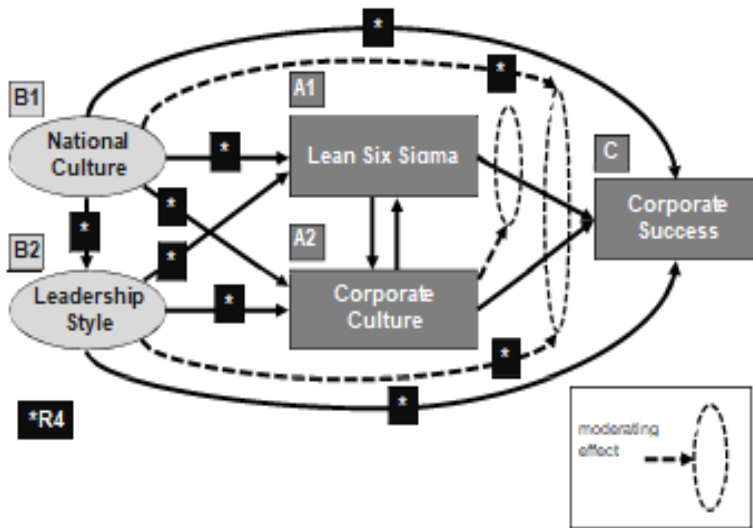 *
B1
National
Culture
*
A1
Lean Six Sigma
*
C
Corporate
Success
*
*
*
B2
Leadership
Style
*
A2
Corporate
Culture
*
*
*R4
moderating
effect